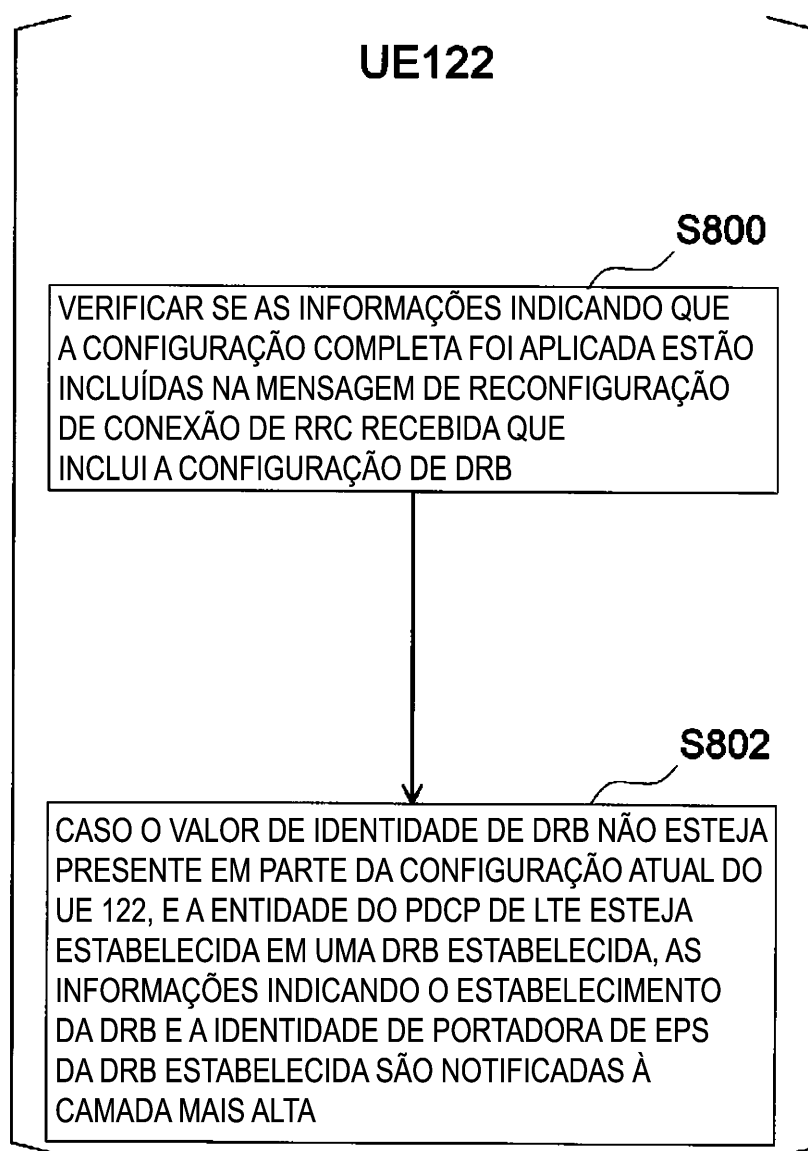 UE122
S800
VERIFICAR SE AS INFORMAÇÕES INDICANDO QUE
A CONFIGURAÇÃO COMPLETA FOI APLICADA ESTÃO
INCLUÍDAS NA MENSAGEM DE RECONFIGURAÇÃO
DE CONEXÃO DE RRC RECEBIDA QUE
INCLUI A CONFIGURAÇÃO DE DRB
S802
CASO O VALOR DE IDENTIDADE DE DRB NÃO ESTEJA
PRESENTE EM PARTE DA CONFIGURAÇÃO ATUAL DO
UE 122, E A ENTIDADE DO PDCP DE LTE ESTEJA
ESTABELECIDA EM UMA DRB ESTABELECIDA, AS
INFORMAÇÕES INDICANDO O ESTABELECIMENTO
DA DRB E A IDENTIDADE DE PORTADORA DE EPS
DA DRB ESTABELECIDA SÃO NOTIFICADAS À
CAMADA MAIS ALTA